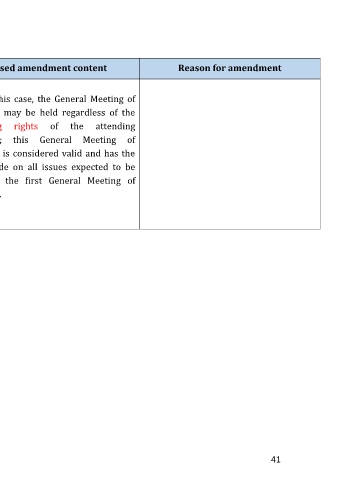 sed amendment content Reason for amendment
his case, the General Meeting of
may be held regardless of the
g rights of the attending
; this General Meeting of
is considered valid and has the
de on all issues expected to be
the first General Meeting of
.
41